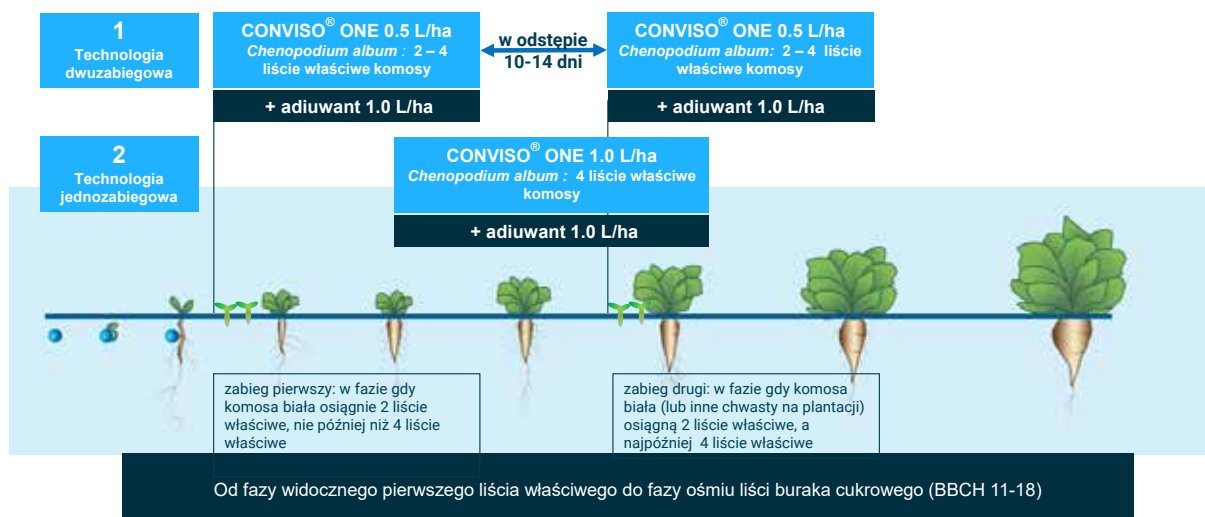 1
Technologia
dwuzabiegowa
CONVISO® ONE 0.5 L/ha
Chenopodium album : 2 – 4
liście właściwe komosy
+ adiuwant 1.0 L/ha
w odstępie
10-14 dni
CONVISO® ONE 0.5 L/ha
Chenopodium album: 2 – 4 liście
właściwe komosy
+ adiuwant 1.0 L/ha
2
Technologia
jednozabiegowa
CONVISO® ONE 1.0 L/ha
Chenopodium album : 4 liście właściwe
komosy
+ adiuwant 1.0 L/ha
zabieg pierwszy: w fazie gdy
komosa biała osiągnie 2 liście
właściwe, nie później niż 4 liście
właściwe
zabieg drugi: w fazie gdy komosa
biała (lub inne chwasty na plantacji)
osiągną 2 liście właściwe, a
najpóźniej 4 liście właściwe
Od fazy widocznego pierwszego liścia właściwego do fazy ośmiu liści buraka cukrowego (BBCH 11-18)